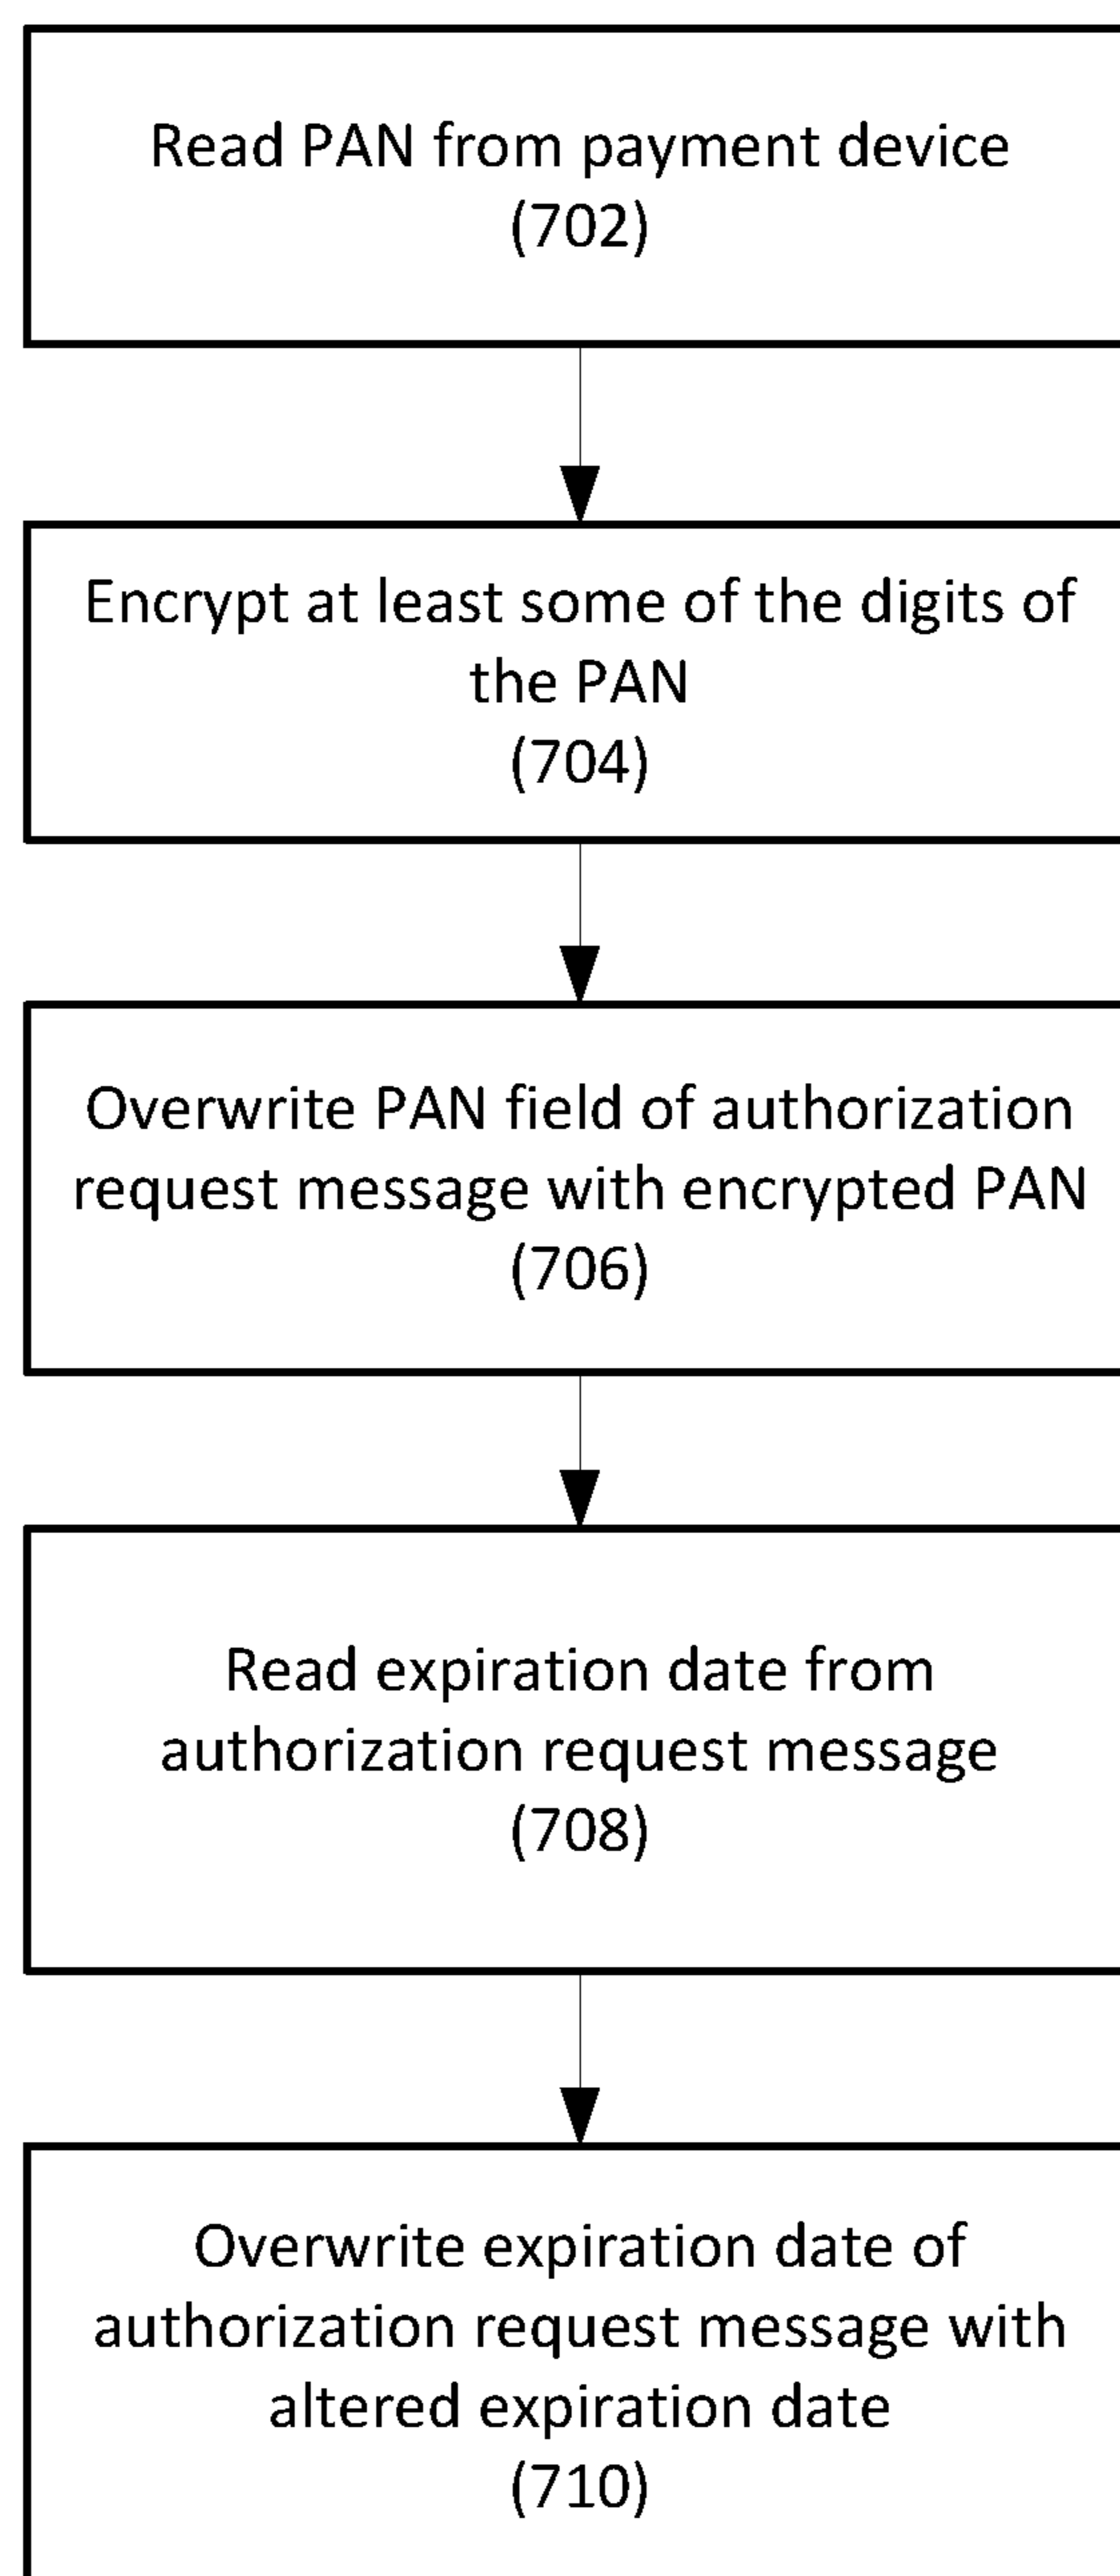 Read PAN from payment device
(702)
Encrypt at least some of the digits of
the PAN
(704)
Overwrite PAN field of authorization
request message with encrypted PAN
(706)
Read expiration date from
authorization request message
(708)
Overwrite expiration date of
authorization request message with
altered expiration date
(710)